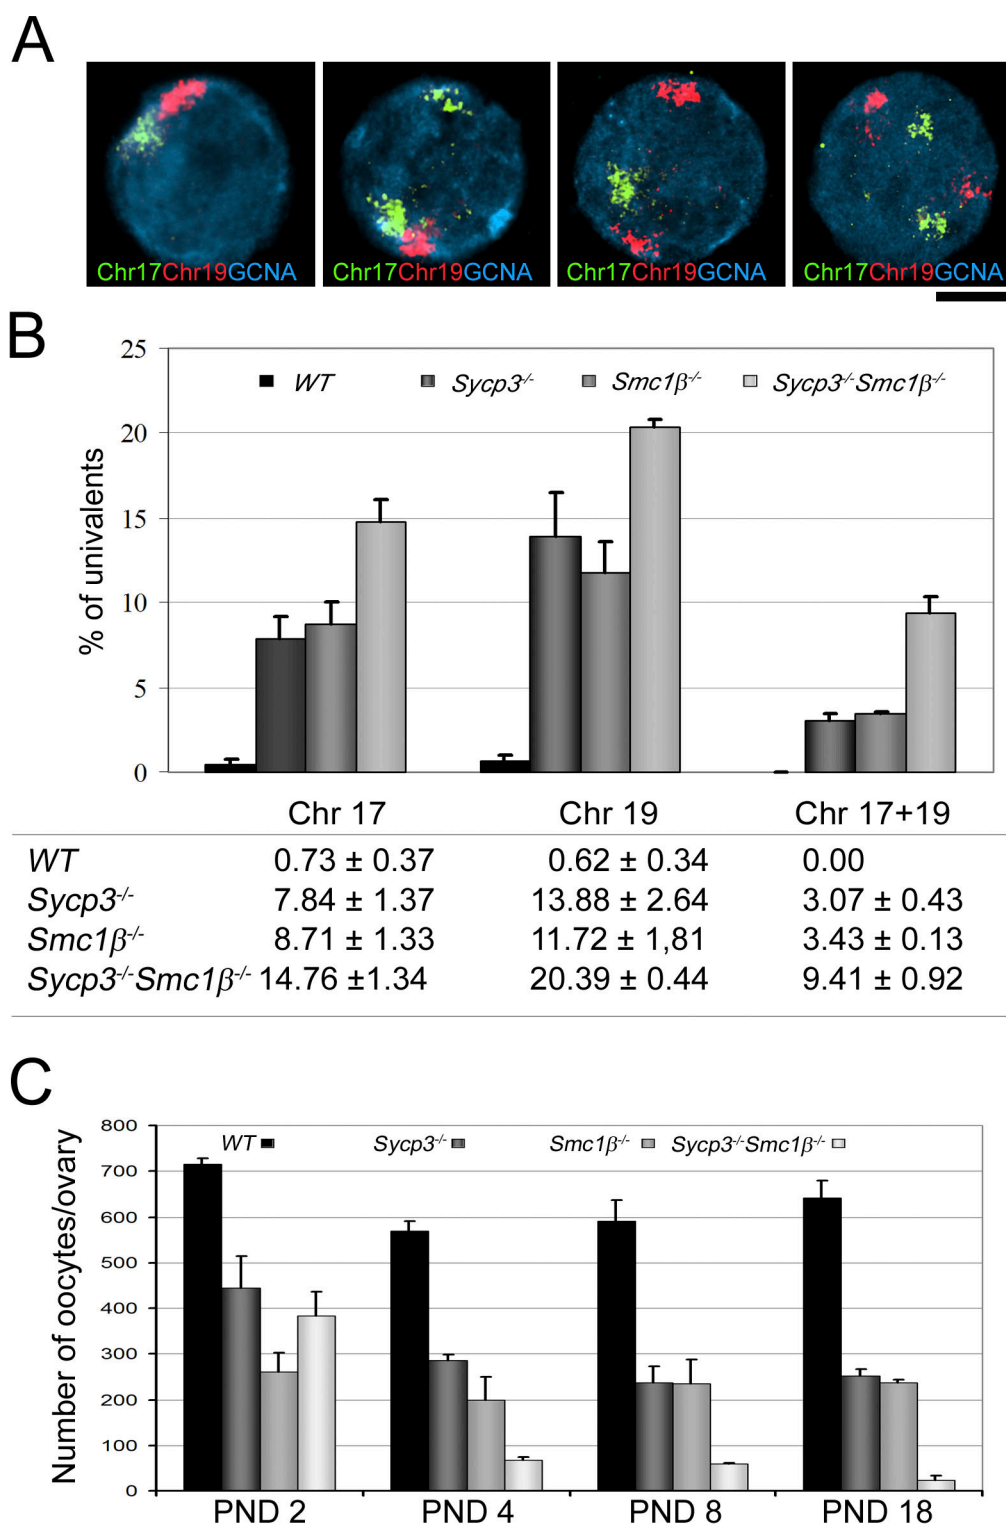 A
Chr17Chr19GCNA
Chr17Chr19GCNA
Chr17Chr19GCNA
Chr17Chr19GCNA
B
25
20
15
10
5
0
% of univalents
WT
Sycp3-/-
Smc1β-/-
Sycp3-/-Smc1β-/-
Chr 17 Chr 19 Chr 17+19
WT 0.73 ± 0.37 0.62 ± 0.34 0.00
Sycp3-/- 7.84 ± 1.37 13.88 ± 2.64 3.07 ± 0.43
Smc1β-/- 8.71 ± 1.33 11.72 ± 1,81 3.43 ± 0.13
Sycp3-/-Smc1β-/- 14.76 ±1.34 20.39 ± 0.44 9.41 ± 0.92
C
800
700
600
500
400
300
200
100
0
Number of oocytes/ovary
WT
Sycp3-/-
Smc1β-/-
Sycp3-/-Smc1β-/-
PND 2 PND 4 PND 8 PND 18